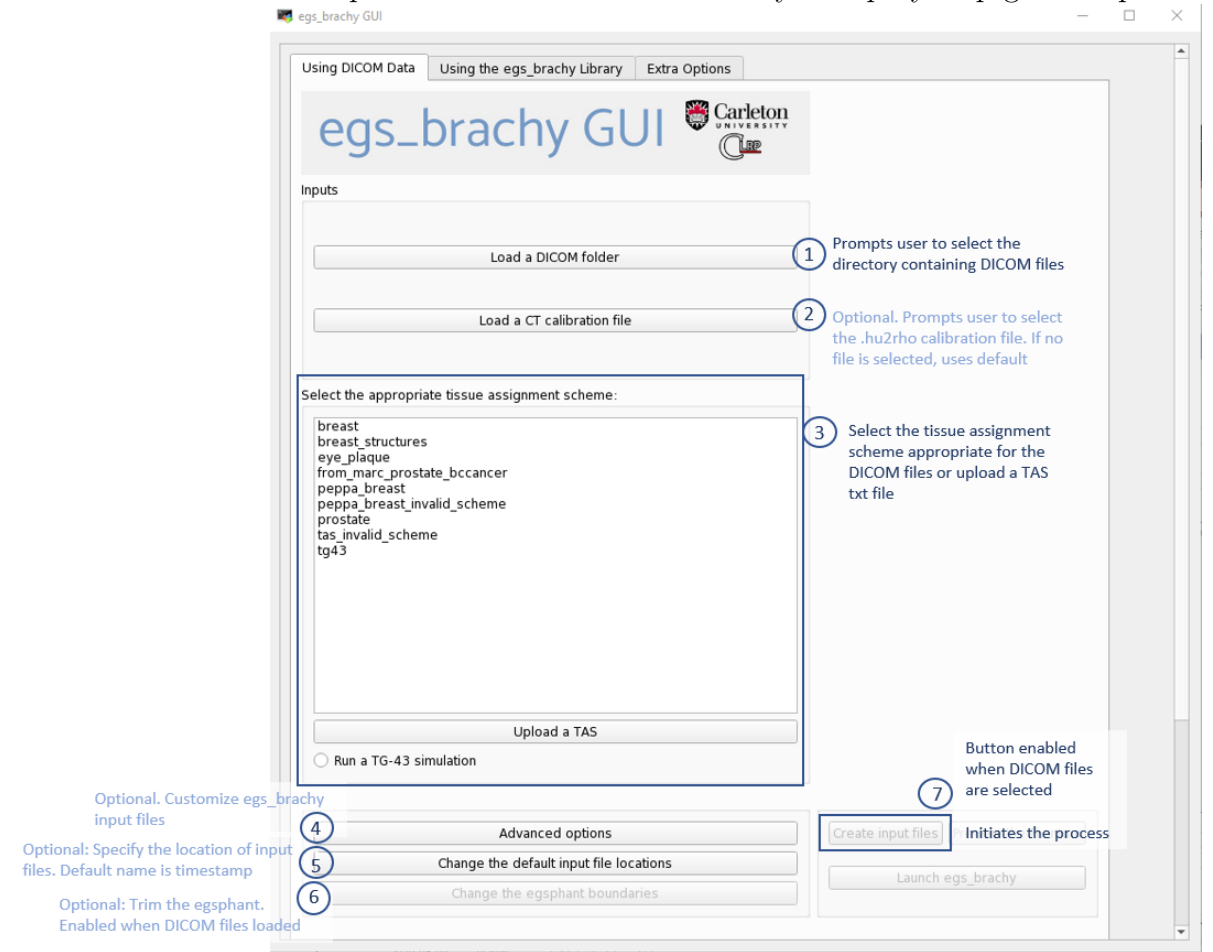 egs_brachy GUI
Using DICOM Data
Using the egs_brachy Library
Extra Options
egs_brachy GUI
Carleton
UNIVERSITY
CLRP
Inputs
Load a DICOM folder
1
Prompts user to select the
directory containing DICOM files
Load a CT calibration file
2
Optional. Prompts user to select
the .hu2rho calibration file. If no
file is selected, uses default
Select the appropriate tissue assignment scheme:
breast
breast_structures
eye_plaque
from_marc_prostate_bccancer
peppa_breast
peppa_breast_invalid_scheme
prostate
tas_invalid_scheme
tg43
3
Select the tissue assignment
scheme appropriate for the
DICOM files or upload a TAS
txt file
Upload a TAS
Run a TG-43 simulation
Optional. Customize egs_brachy
input files
4
Advanced options
Optional: Specify the location of input
files. Default name is timestamp
5
Change the default input file locations
Optional: Trim the egsphant.
Enabled when DICOM files loaded
6
Change the egsphant boundaries
7
Button enabled
when DICOM files
are selected
Create input files
Initiates the process
Launch egs_brachy